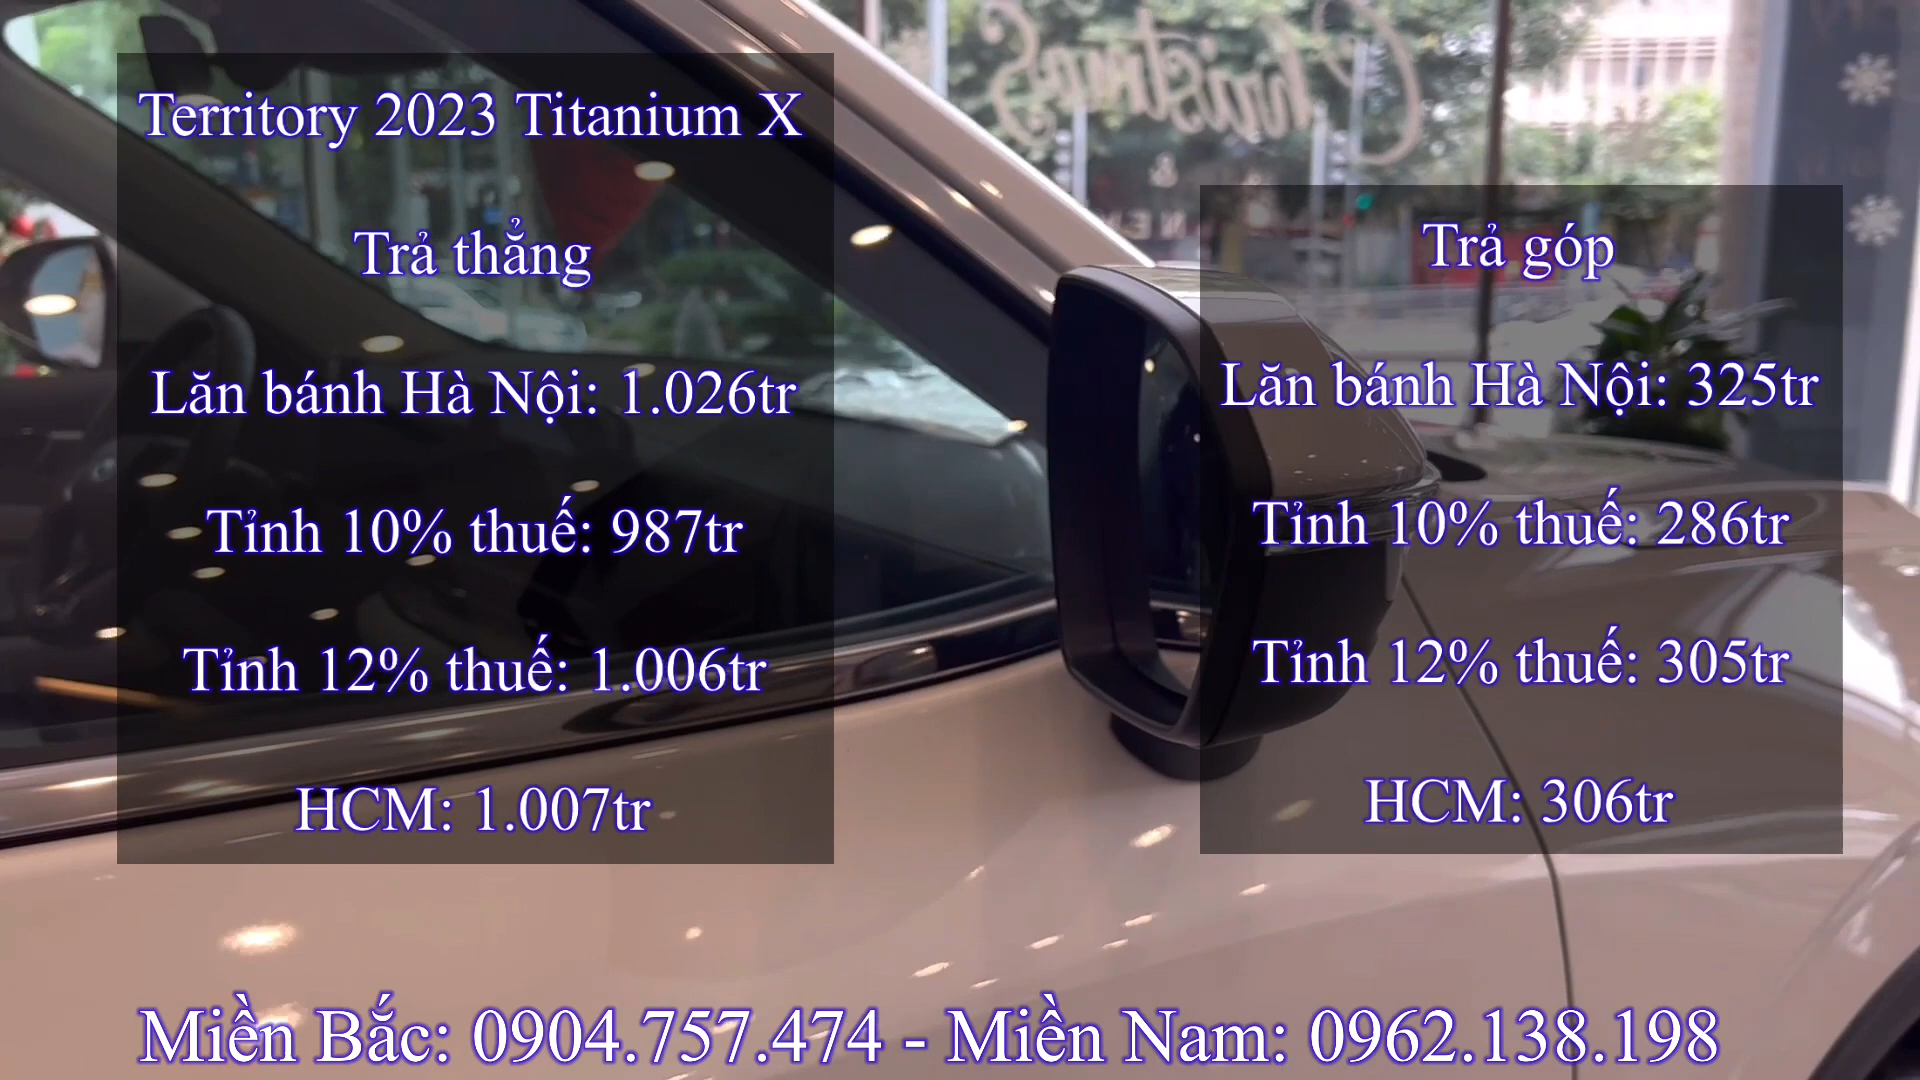 Territory 2023 Titanium X
Trả thẳng
Lăn bánh Hà Nội: 1.026tr
Tỉnh 10% thuế: 987tr
Tỉnh 12% thuế: 1.006tr
HCM: 1.007tr
Christmas
Trả góp
Lăn bánh Hà Nội: 325tr
Tỉnh 10% thuế: 286tr
Tỉnh 12% thuế: 305tr
HCM: 306tr
Miền Bắc: 0904.757.474 - Miền Nam: 0962.138.198